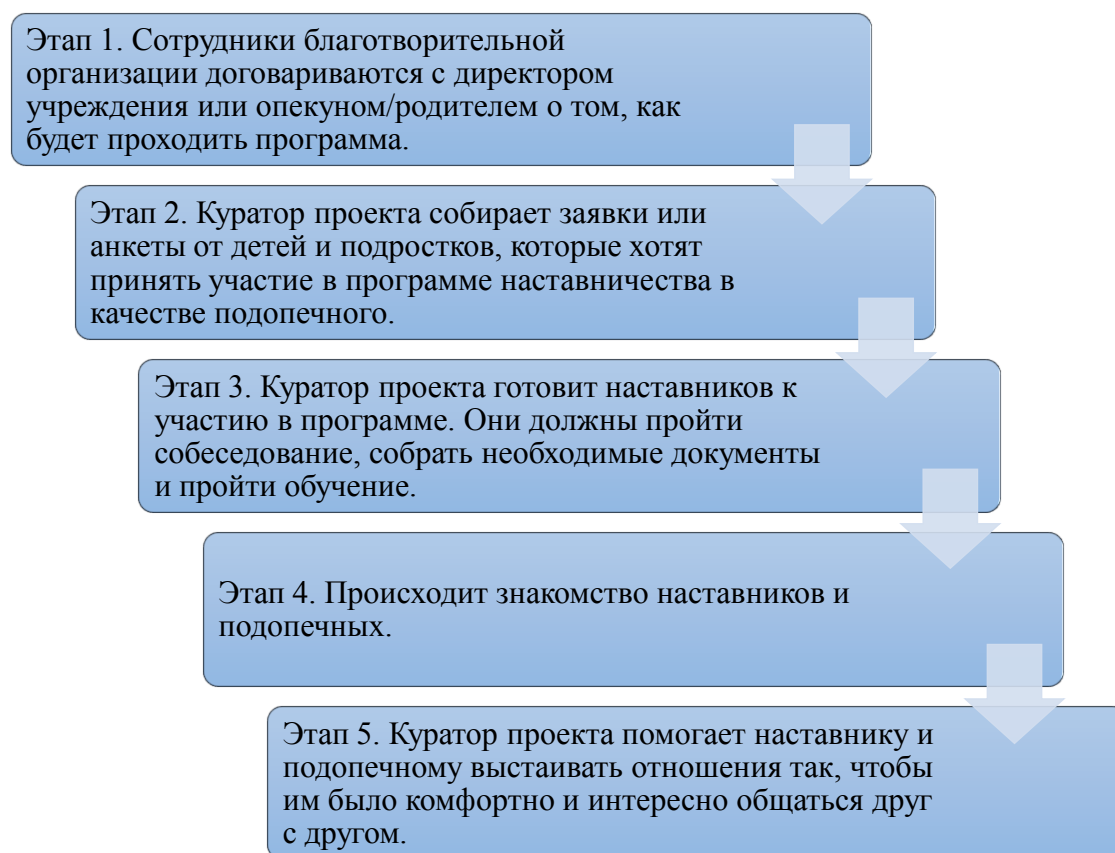 Этап 1. Сотрудники благотворительной
организации договариваются с директором
учреждения или опекуном/родителем о том, как
будет проходить программа.
Этап 2. Куратор проекта собирает заявки или
анкеты от детей и подростков, которые хотят
принять участие в программе наставничества в
качестве подопечного.
Этап 3. Куратор проекта готовит наставников к
участию в программе. Они должны пройти
собеседование, собрать необходимые документы
и пройти обучение.
Этап 4. Происходит знакомство наставников и
подопечных.
Этап 5. Куратор проекта помогает наставнику и
подопечному выстаивать отношения так, чтобы
им было комфортно и интересно общаться друг
с другом.